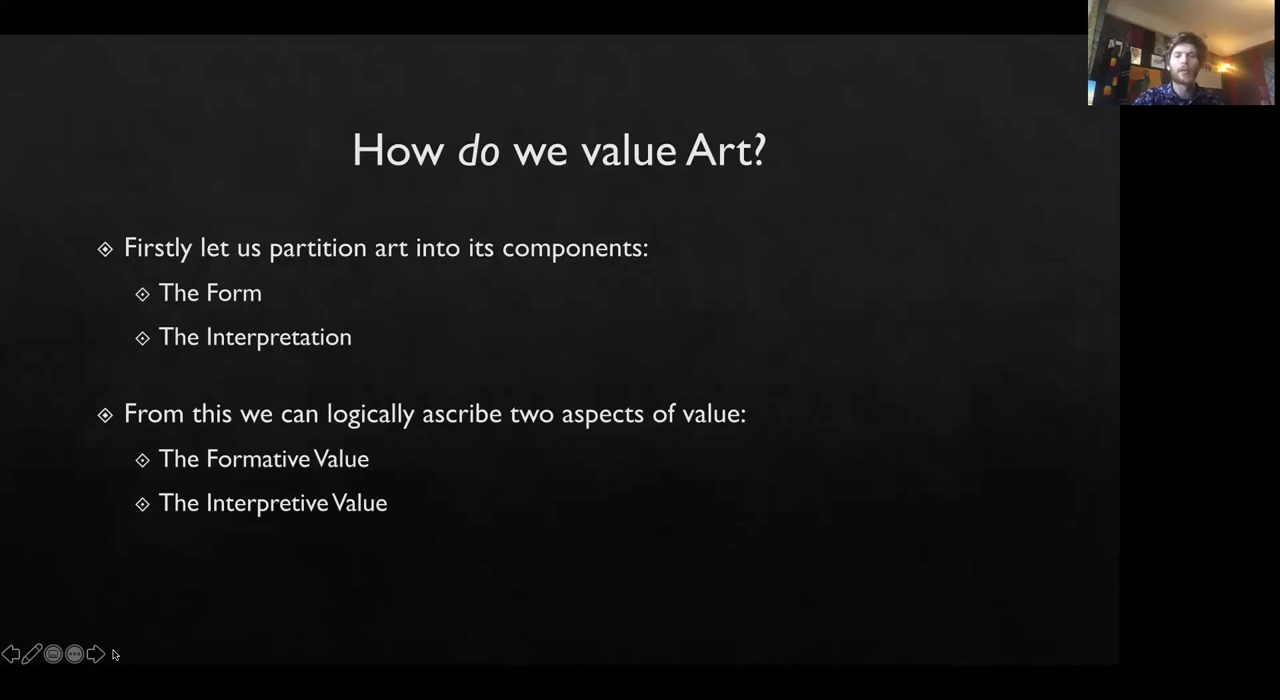 How do we value Art?
Firstly let us partition art into its components:
The Form
The Interpretation
From this we can logically ascribe two aspects of value:
The Formative Value
The Interpretive Value